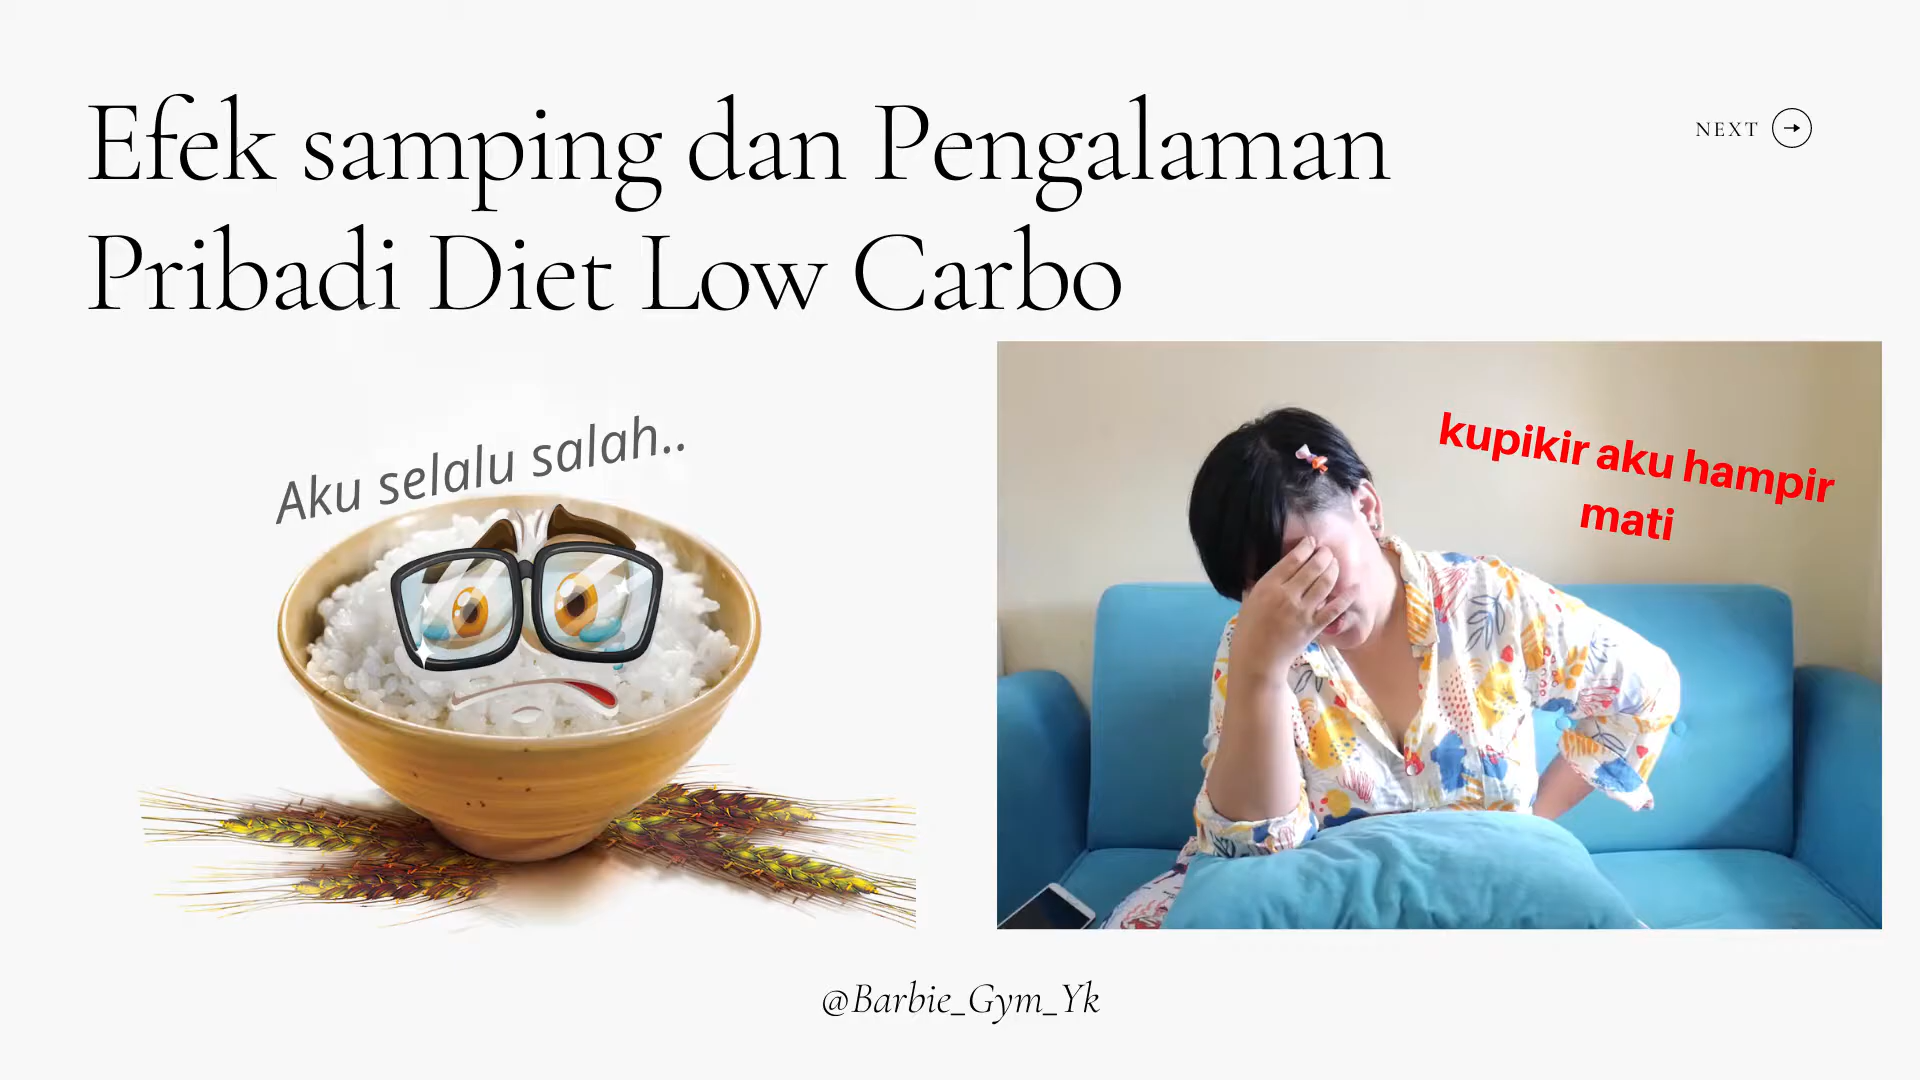 Efek samping dan Pengalaman
Pribadi Diet Low Carbo
NEXT
Aku selalu salah..
kupikir aku hampir
mati
@Barbie_Gym_Yk